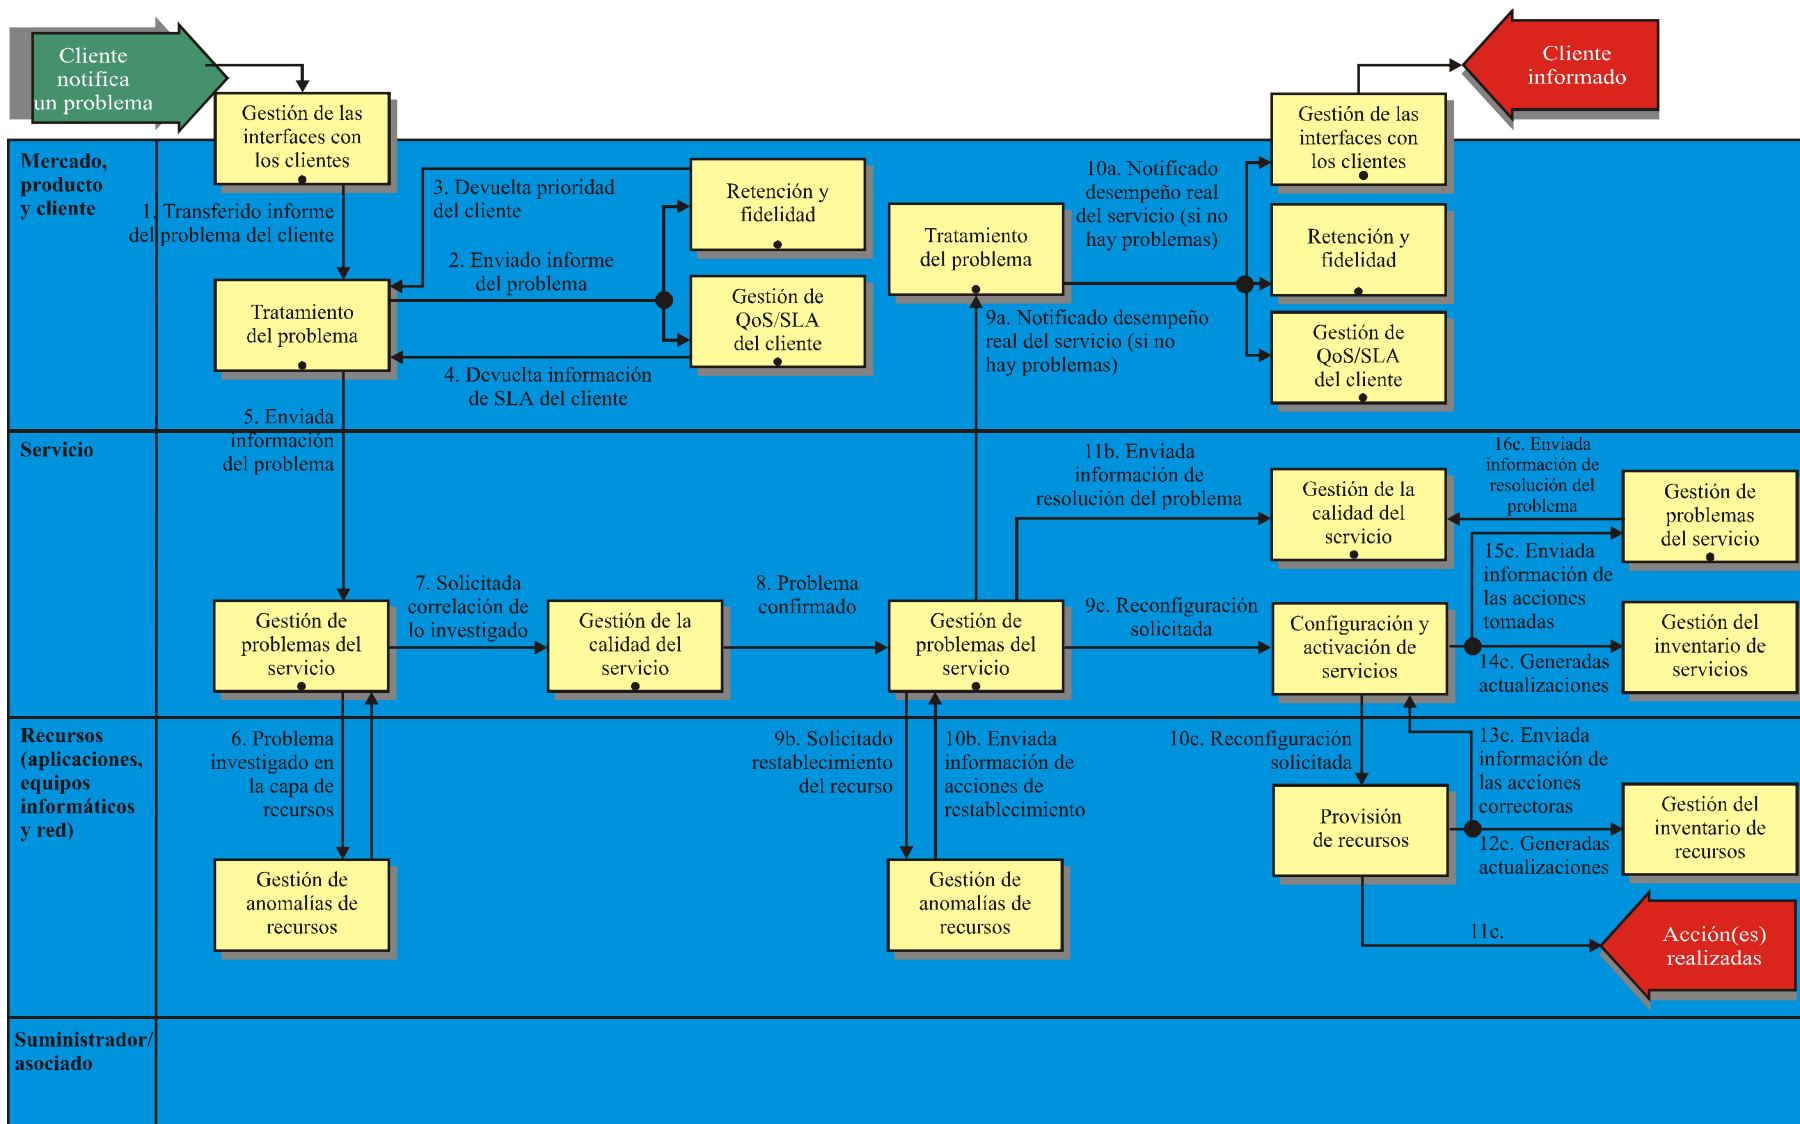 Cliente
notifica
un problema
Gestión de las
interfaces con
los clientes
Gestión de las
interfaces con
los clientes
Cliente
informado
Mercado,
producto
y cliente
1. Transferido informe
del problema del cliente
3. Devuelta prioridad
del cliente
Retención y
fidelidad
2. Enviado informe
del problema
Gestión de
QoS/SLA
del cliente
Tratamiento
del problema
4. Devuelta información
de SLA del cliente
Tratamiento
del problema
10a. Notificado
desempeño real
del servicio (si no
hay problemas)
9a. Notificado desempeño
real del servicio (si no
hay problemas)
Retención y
fidelidad
Gestión de
QoS/SLA
del cliente
5. Enviada
información
del problema
Servicio
11b. Enviada
información de
resolución del problema
Gestión de la
calidad del
servicio
16c. Enviada
información de
resolución del
problema
Gestión de
problemas
del servicio
Gestión de
problemas del
servicio
7. Solicitada
correlación de
lo investigado
Gestión de la
calidad del
servicio
8. Problema
confirmado
Gestión de
problemas del
servicio
9c. Reconfiguración
solicitada
Configuración y
activación de
servicios
15c. Enviada
información de
las acciones
tomadas
14c. Generadas
actualizaciones
Gestión del
inventario de
servicios
Recursos
(aplicaciones,
equipos
informáticos
y red)
6. Problema
investigado en
la capa de
recursos
Gestión de
anomalías de
recursos
9b. Solicitado
restablecimiento
del recurso
10b. Enviada
información de
acciones de
restablecimiento
Gestión de
anomalías de
recursos
10c. Reconfiguración
solicitada
Provisión
de recursos
13c. Enviada
información de
las acciones
correctoras
12c. Generadas
actualizaciones
Gestión del
inventario de
recursos
11c.
Acción(es)
realizadas
Suministrador/
asociado